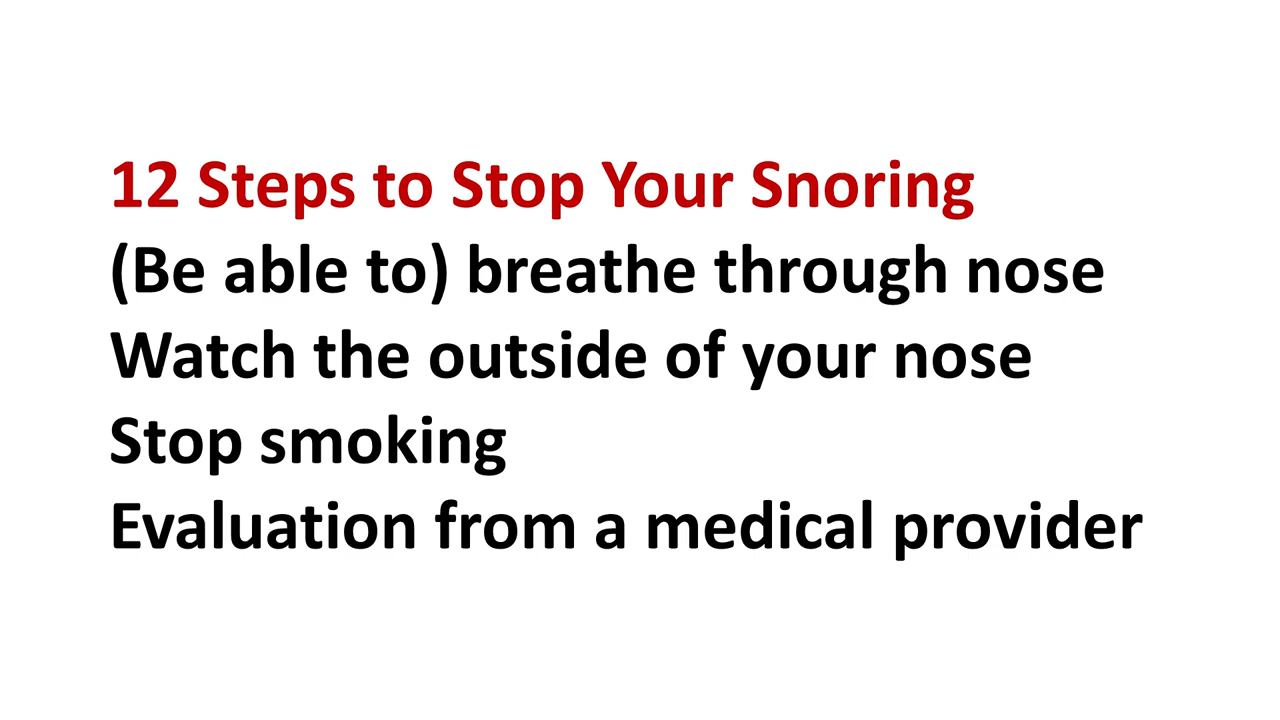 12 Steps to Stop Your Snoring
(Be able to) breathe through nose
Watch the outside of your nose
Stop smoking
Evaluation from a medical provider